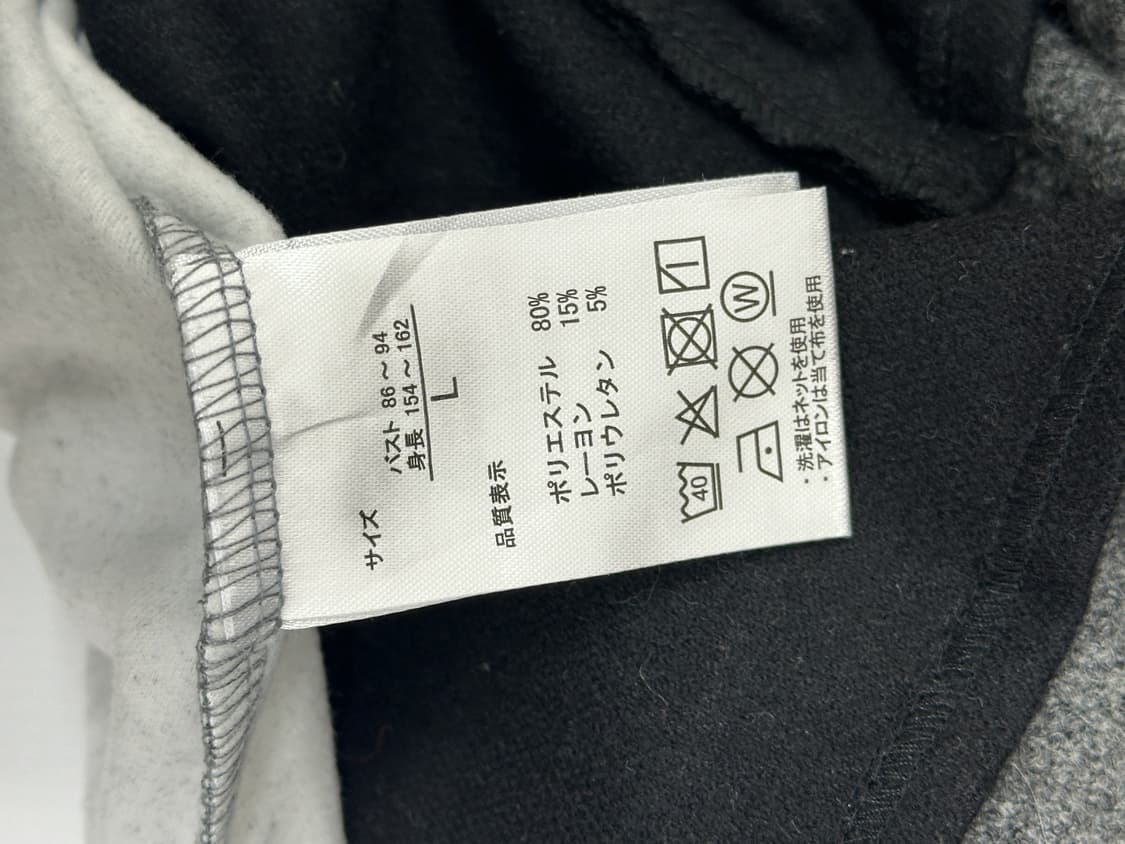 サイズ
バスト 86～94
身長 154～162
L
品質表示
ポリエステル 80%
レーヨン 15%
ポリウレタン 5%
40
W
・洗濯はネットを使用
・アイロンは当て布を使用